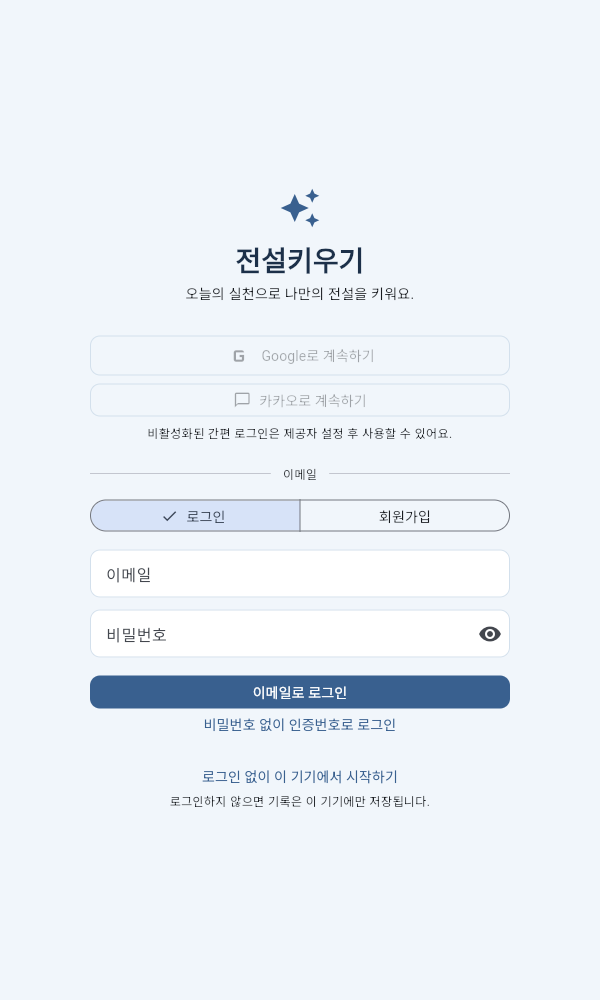 전설키우기
오늘의 실천으로 나만의 전설을 키워요.
G Google로 계속하기
카카오로 계속하기
비활성화된 간편 로그인은 제공자 설정 후 사용할 수 있어요.
이메일
로그인
회원가입
이메일
비밀번호
이메일로 로그인
비밀번호 없이 인증번호로 로그인
로그인 없이 이 기기에서 시작하기
로그인하지 않으면 기록은 이 기기에만 저장됩니다.